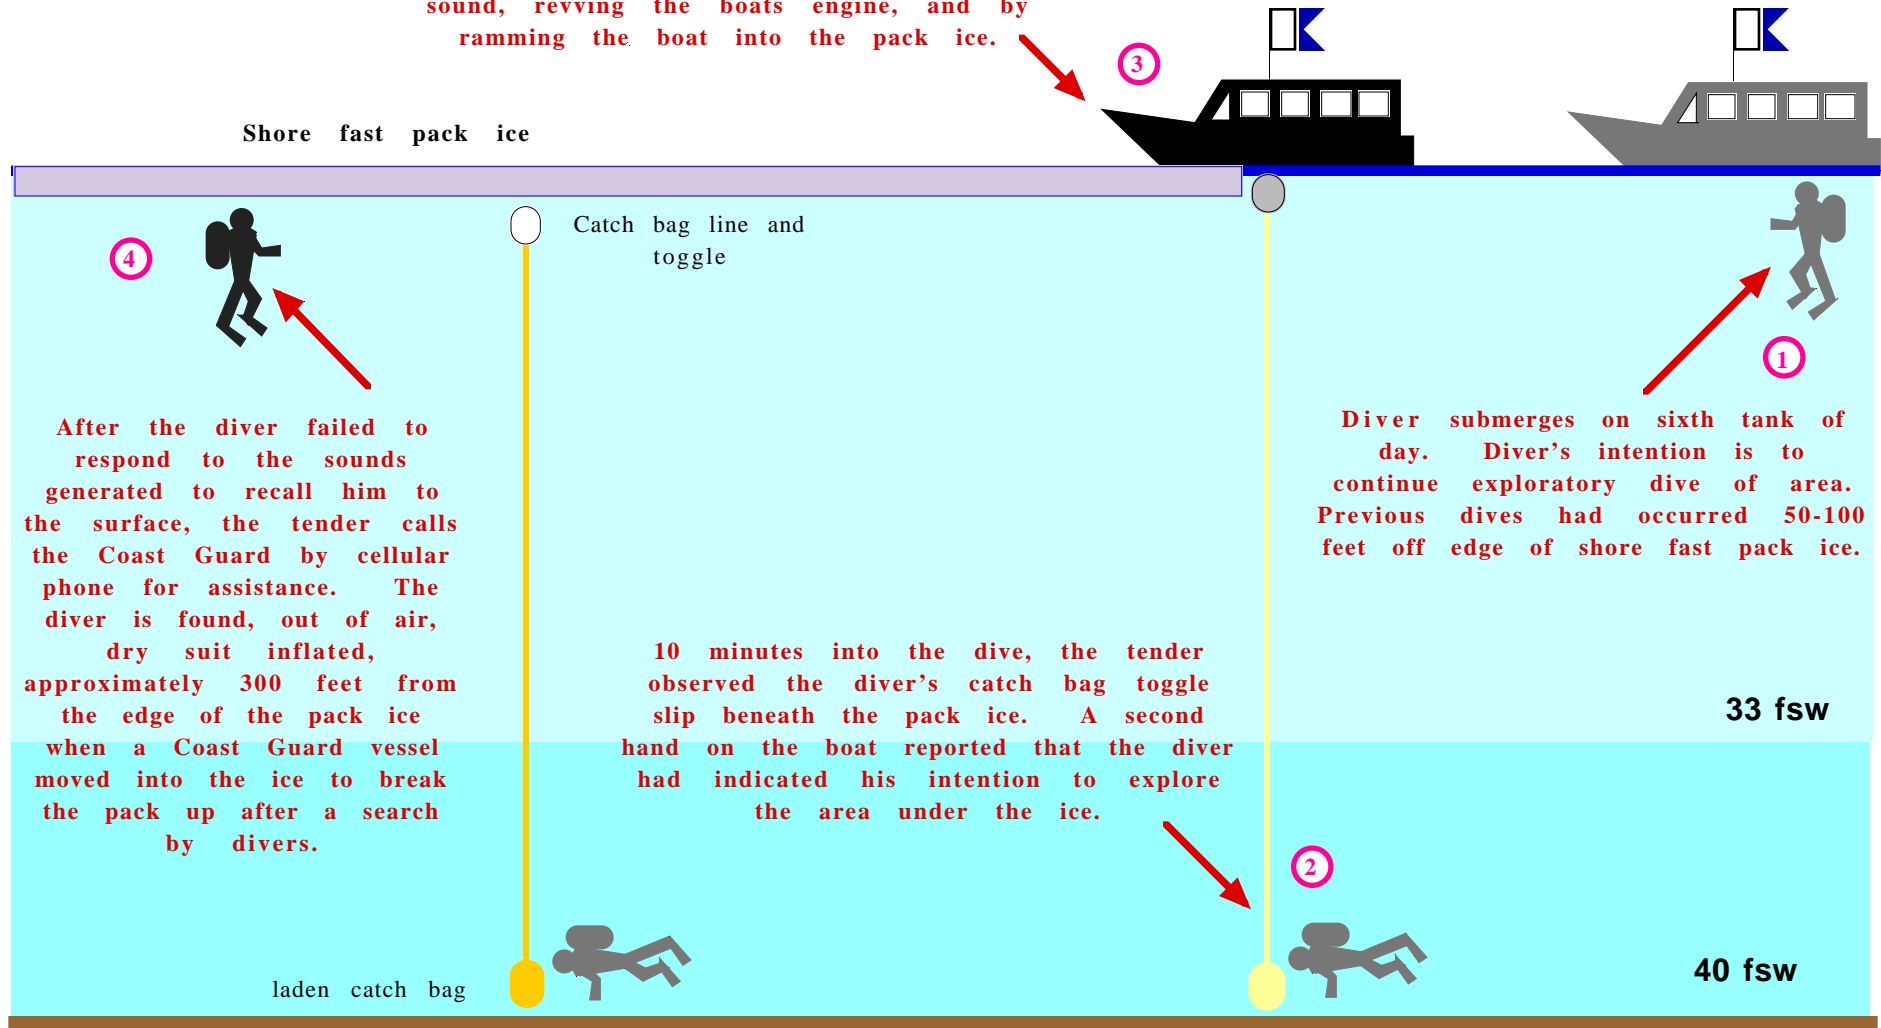 sound, revving the boats engine, and by
ramming the boat into the pack ice.
3
Shore fast pack ice
Catch bag line and
toggle
4
1
After the diver failed to
respond to the sounds
generated to recall him to
the surface, the tender calls
the Coast Guard by cellular
phone for assistance. The
diver is found, out of air,
dry suit inflated,
approximately 300 feet from
the edge of the pack ice
when a Coast Guard vessel
moved into the ice to break
the pack up after a search
by divers.
Diver submerges on sixth tank of
day. Diver's intention is to
continue exploratory dive of area.
Previous dives had occurred 50-100
feet off edge of shore fast pack ice.
10 minutes into the dive, the tender
observed the diver's catch bag toggle
slip beneath the pack ice. A second
hand on the boat reported that the diver
had indicated his intention to explore
the area under the ice.
33 fsw
2
40 fsw
laden catch bag